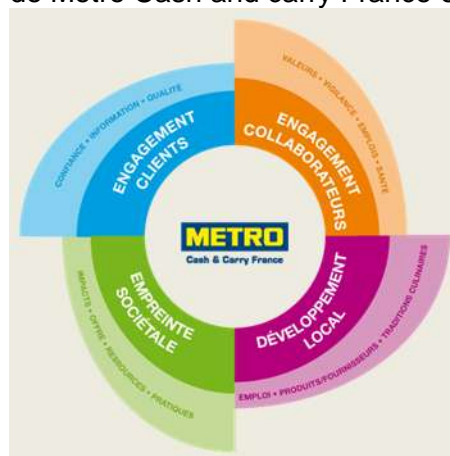 de Metro Cash and carry France
CONFIANCE • INFORMATION • QUALITÉ
ENGAGEMENT
CLIENTS
VALEURS • VIGILANCE • EMPLOIS • SANTÉ
ENGAGEMENT
COLLABORATEURS
METRO
Cash & Carry France
EMPREINTE
SOCIÉTALE
IMPACTS • OFFRE • RESSOURCES • PRATIQUES
DÉVELOPPEMENT
LOCAL
EMPLOI • PRODUITS/FOURNISSEURS • TRADITIONS CULINAIRES